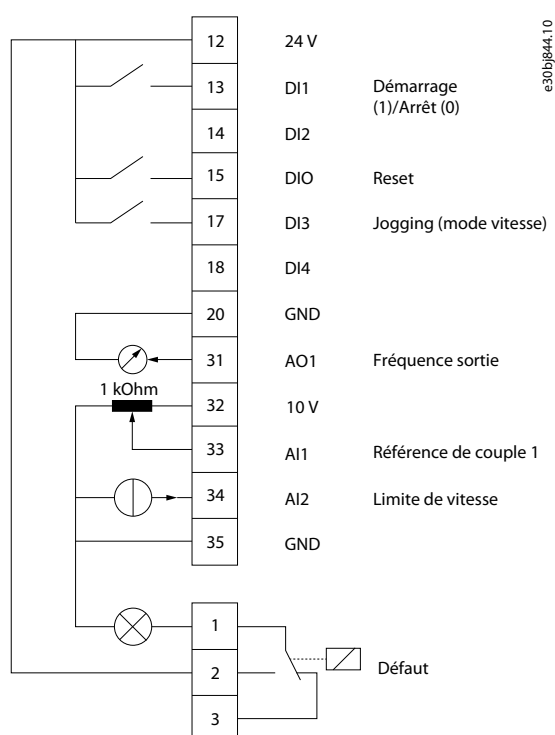 e30bj844.10
12 24 V
13 DI1 Démarrage
(1)/Arrêt (0)
14 DI2
15 DIO Reset
17 DI3 Jogging (mode vitesse)
18 DI4
20 GND
31 AO1 Fréquence sortie
1 kOhm
32 10 V
33 AI1 Référence de couple 1
34 AI2 Limite de vitesse
35 GND
1
2 Défaut
3